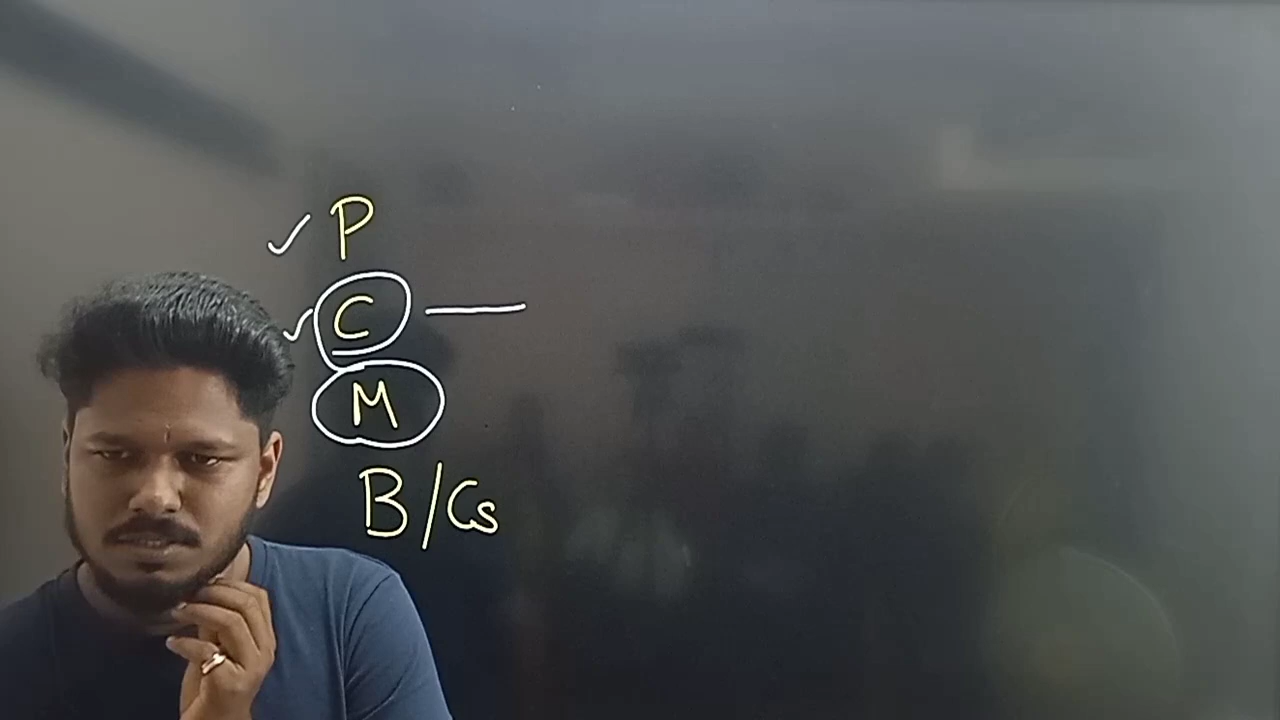 ✓ P
✓ C —
M
B/Cs